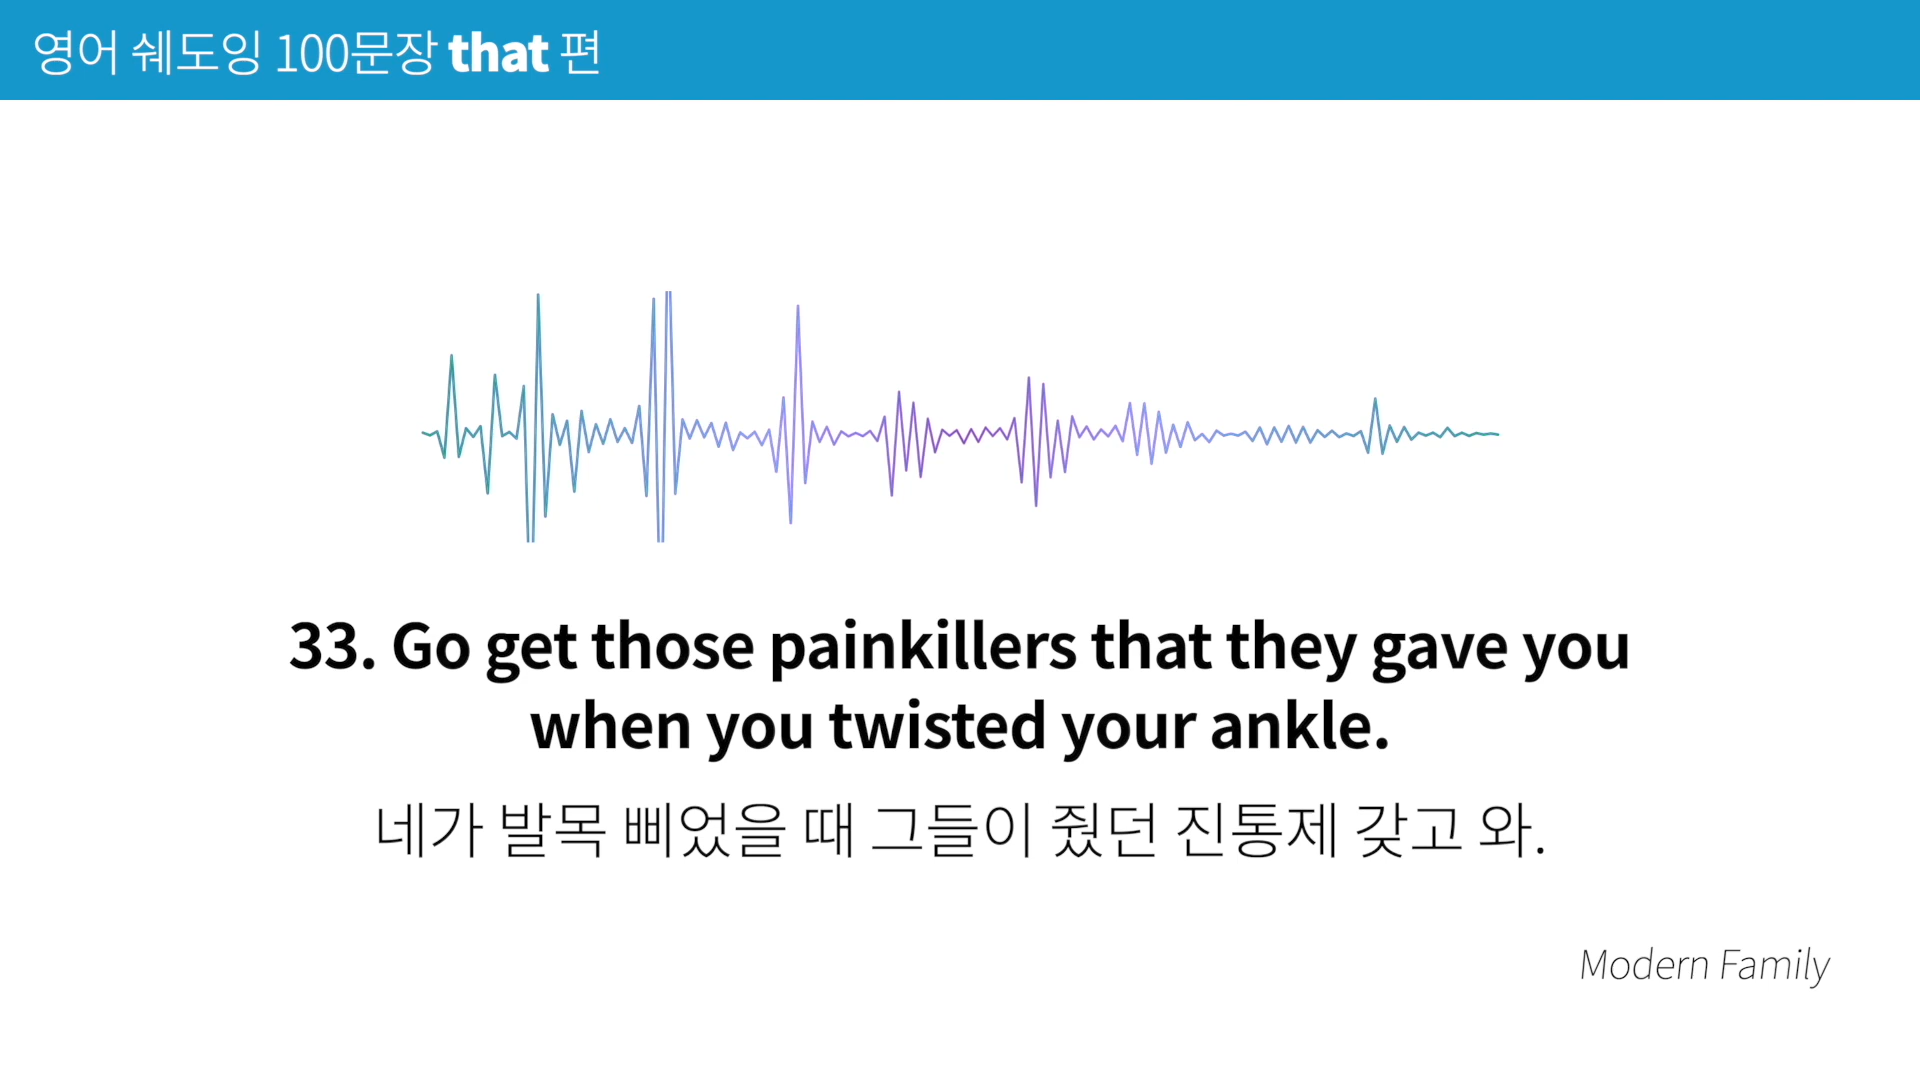 영어 쉐도잉 100문장 that 편
33. Go get those painkillers that they gave you
when you twisted your ankle.
네가 발목 삐었을 때 그들이 줬던 진통제 갖고 와.
Modern Family